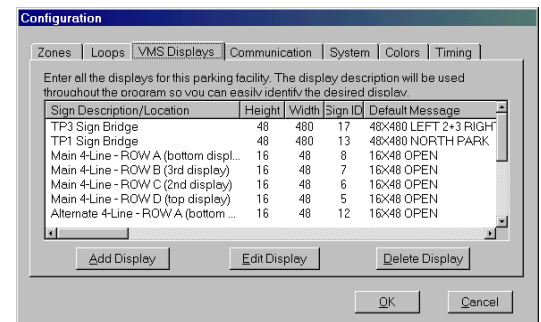 Configuration
Zones Loops VMS Displays Communication System Colors Timing
Enter all the displays for this parking facility. The display description will be used
throughout the program so you can easily identify the desired display.
Sign Description/Location Height Width Sign ID Default Message
TP3 Sign Bridge 48 480 17 48X480 LEFT 2+3 RIGHT
TP1 Sign Bridge 48 480 13 48X480 NORTH PARK
Main 4-Line - ROW A (bottom displ... 16 48 8 16X48 OPEN
Main 4-Line - ROW B (3rd display) 16 48 7 16X48 OPEN
Main 4-Line - ROW C (2nd display) 16 48 6 16X48 OPEN
Main 4-Line - ROW D (top display) 16 48 5 16X48 OPEN
Alternate 4-Line - ROW A (bottom ... 16 48 12 16X48 OPEN
Add Display Edit Display Delete Display
OK Cancel